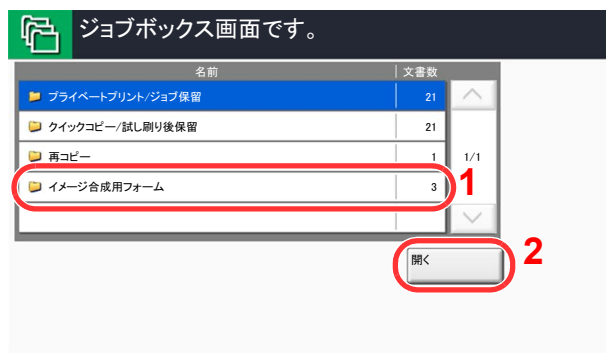 ジョブボックス画面です。
名前 文書数
プライベートプリント/ジョブ保留 21
クイックコピー/試し刷り後保留 21
再コピー 1 1/1
イメージ合成用フォーム 3 1
開く 2